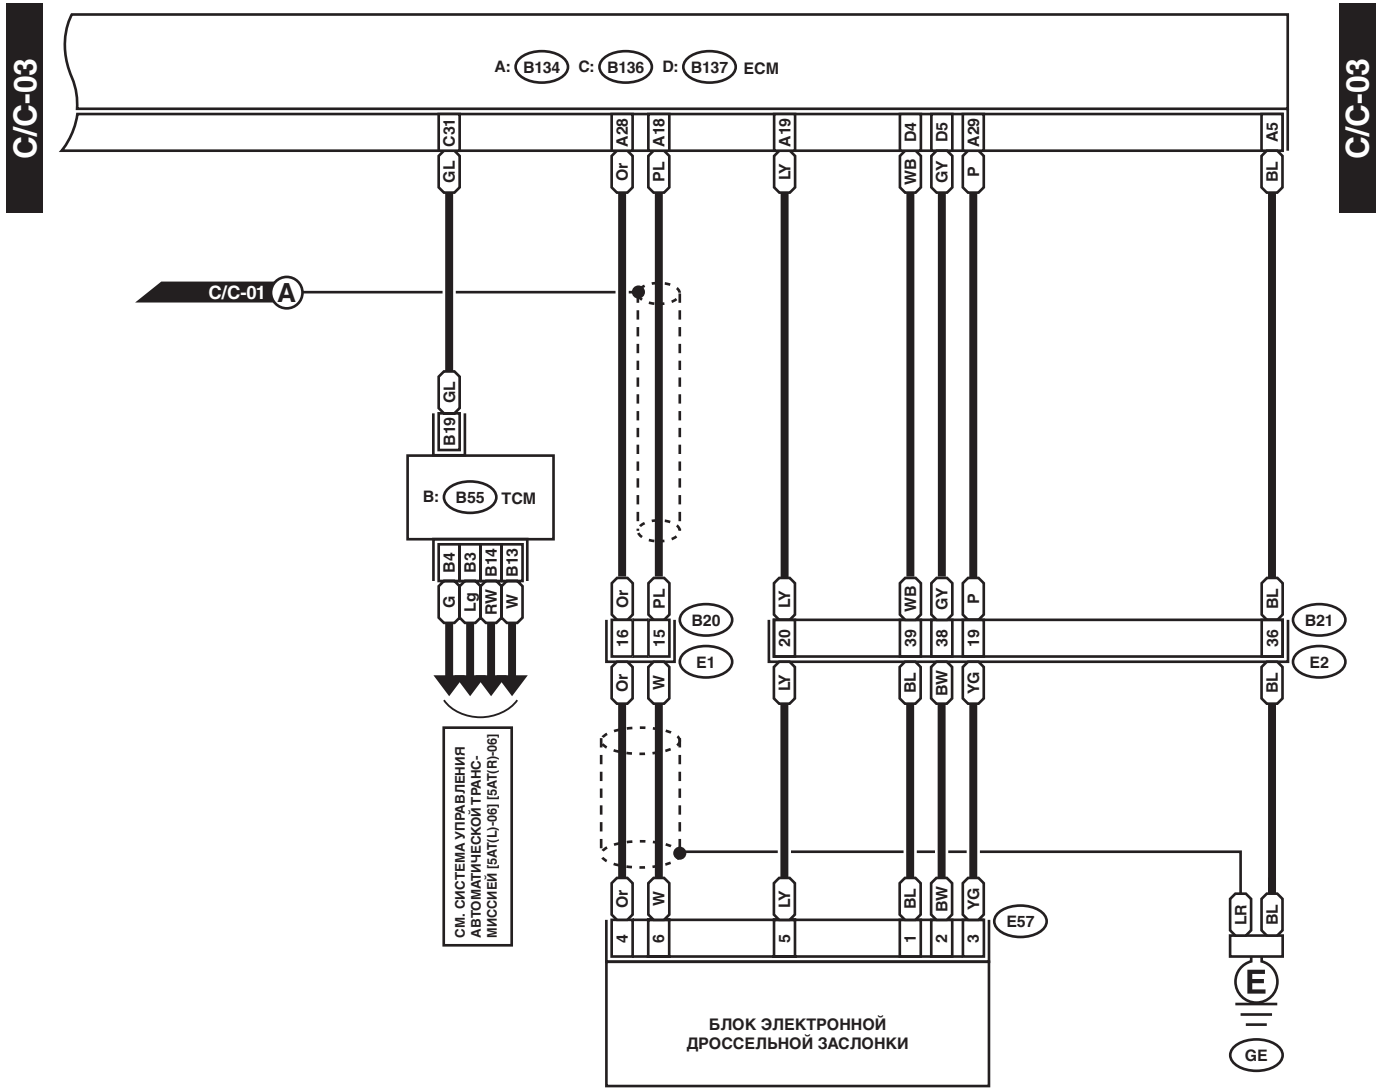 C/C-03
C/C-03
A: B134 C: B136 D: B137 ECM
C31 A28 A18 A19 D4 D5 A29 A5
GL Or PL LY WB GY P BL
C/C-01 A
GL
B19
B: B55 TCM
B4 B3 B14 B13
G Lg RW W
Or PL LY WB GY P BL
16 15 B20 20 39 38 19 36 B21
E1 E2
Or W LY BL BW YG BL
СМ. СИСТЕМА УПРАВЛЕНИЯ
АВТОМАТИЧЕСКОЙ ТРАНС-
МИССИЕЙ [5AT(L)-06] [5AT(R)-06]
Or W LY BL BW YG LR BL
4 6 5 1 2 3 E57
E
БЛОК ЭЛЕКТРОННОЙ
ДРОССЕЛЬНОЙ ЗАСЛОНКИ
GE